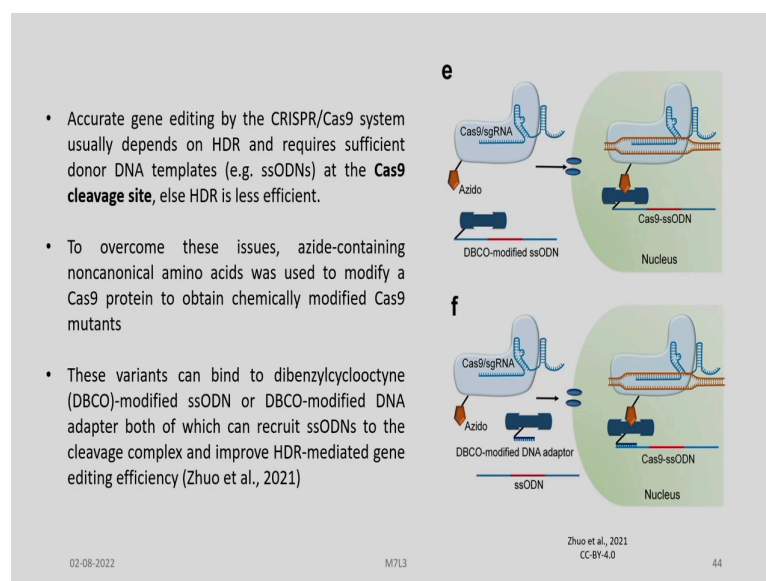 • Accurate gene editing by the CRISPR/Cas9 system
usually depends on HDR and requires sufficient
donor DNA templates (e.g. ssODNs) at the Cas9
cleavage site, else HDR is less efficient.
• To overcome these issues, azide-containing
noncanonical amino acids was used to modify a
Cas9 protein to obtain chemically modified Cas9
mutants
• These variants can bind to dibenzylcyclooctyne
(DBCO)-modified ssODN or DBCO-modified DNA
adapter both of which can recruit ssODNs to the
cleavage complex and improve HDR-mediated gene
editing efficiency (Zhuo et al., 2021)
e
Cas9/sgRNA
Azido
DBCO-modified ssODN
Cas9-ssODN
Nucleus
f
Cas9/sgRNA
Azido
DBCO-modified DNA adaptor
ssODN
Cas9-ssODN
Nucleus
Zhuo et al., 2021
CC-BY-4.0
02-08-2022
M7L3
44